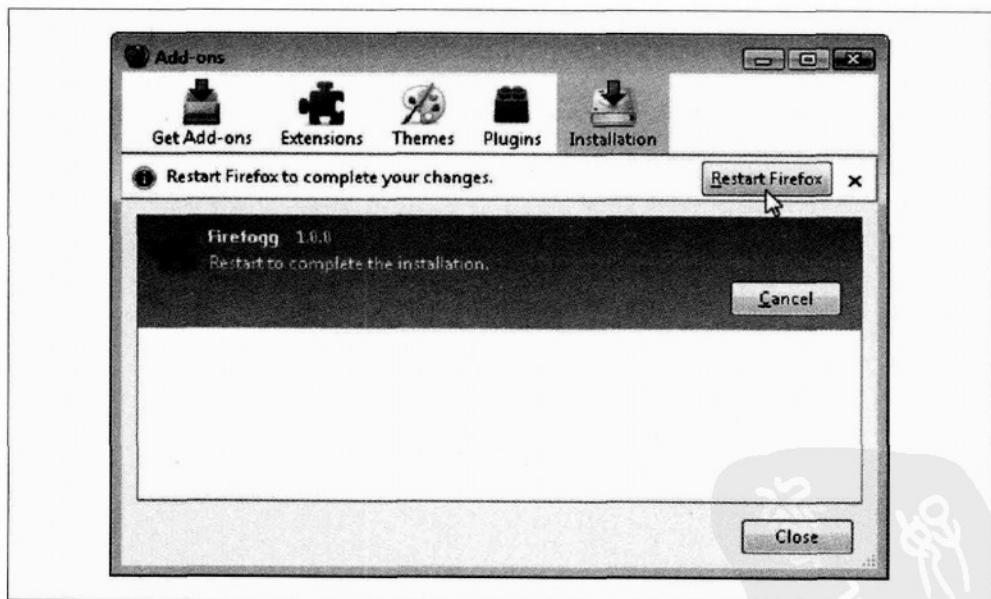 Add-ons
Get Add-ons Extensions Themes Plugins Installation
Restart Firefox to complete your changes. Restart Firefox
Firefogg 1.0.0
Restart to complete the installation.
Cancel
Close